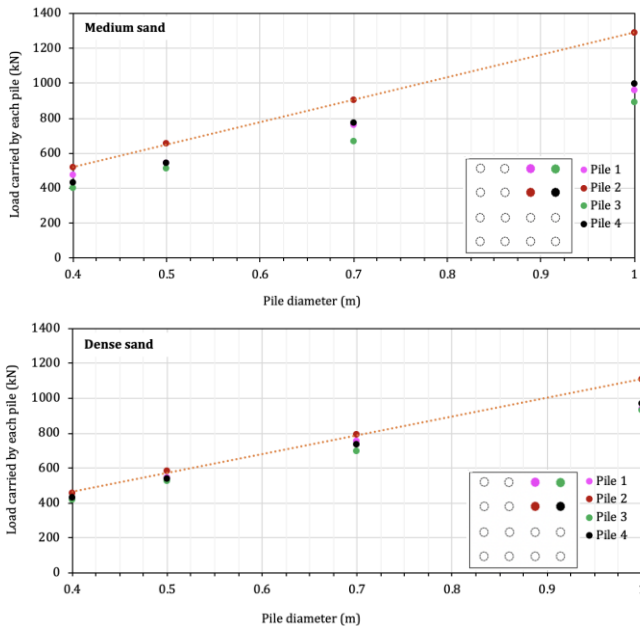 Medium sand
Load carried by each pile (kN)
1400
1200
1000
800
600
400
200
0
0.4
0.5
0.6
0.7
0.8
0.9
1
Pile diameter (m)
Pile 1
Pile 2
Pile 3
Pile 4
Dense sand
Load carried by each pile (kN)
1400
1200
1000
800
600
400
200
0
0.4
0.5
0.6
0.7
0.8
0.9
Pile diameter (m)
Pile 1
Pile 2
Pile 3
Pile 4